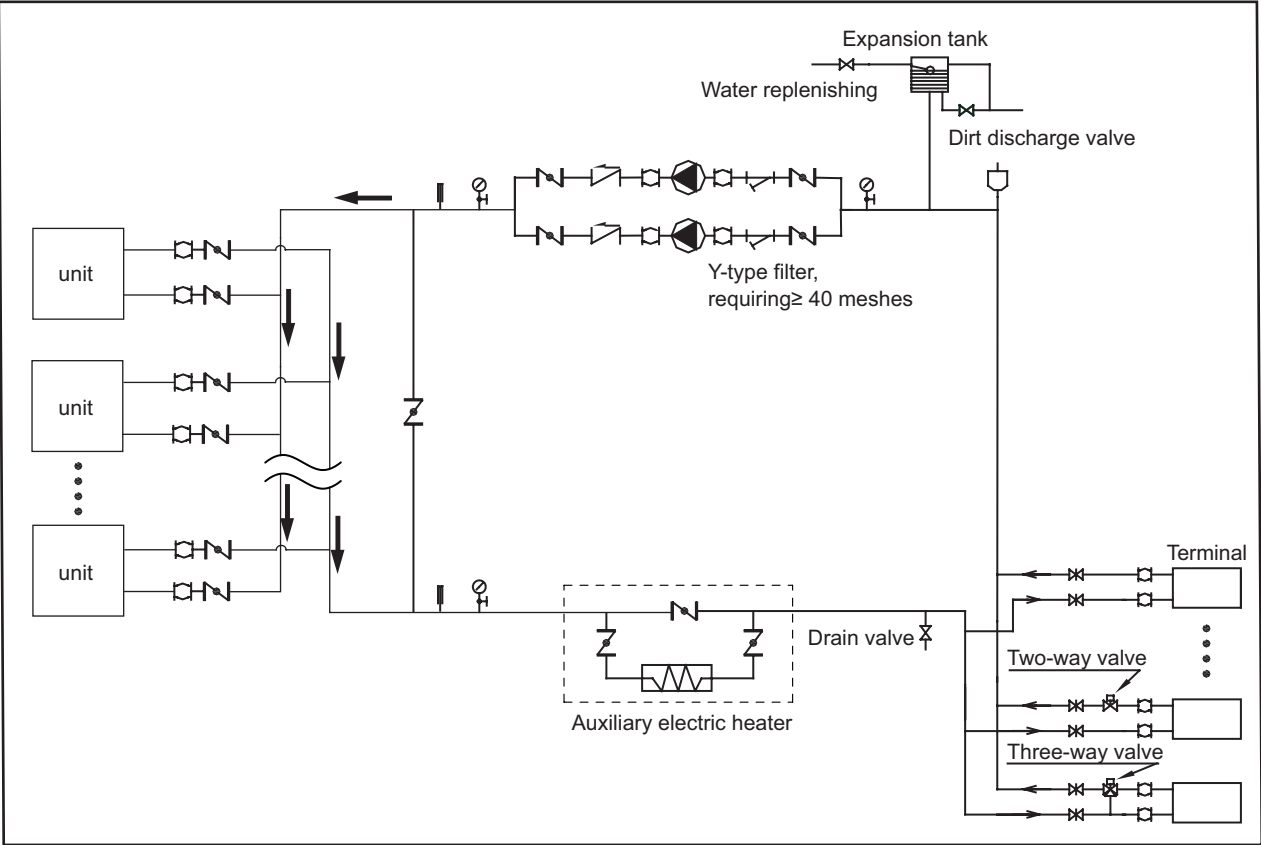 Expansion tank
Water replenishing
Dirt discharge valve
Y-type filter,
requiring≥ 40 meshes
unit
unit
unit
Terminal
Drain valve
Two-way valve
Auxiliary electric heater
Three-way valve